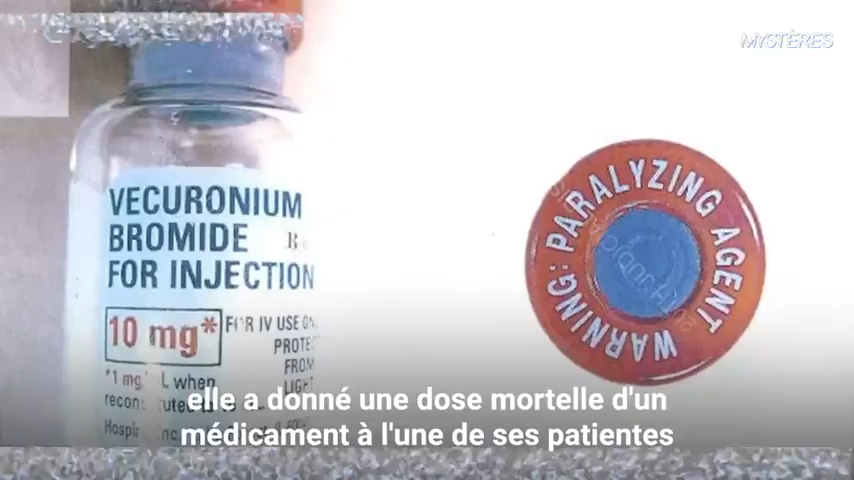 MYSTÈRES
VECURONIUM
BROMIDE
FOR INJECTION
10 mg*
FOR IV USE
PROTE
FROM
LIGHT
*1 mg
when
WARNING: PARALYZING AGENT
elle a donné une dose mortelle d'un
médicament à l'une de ses patientes